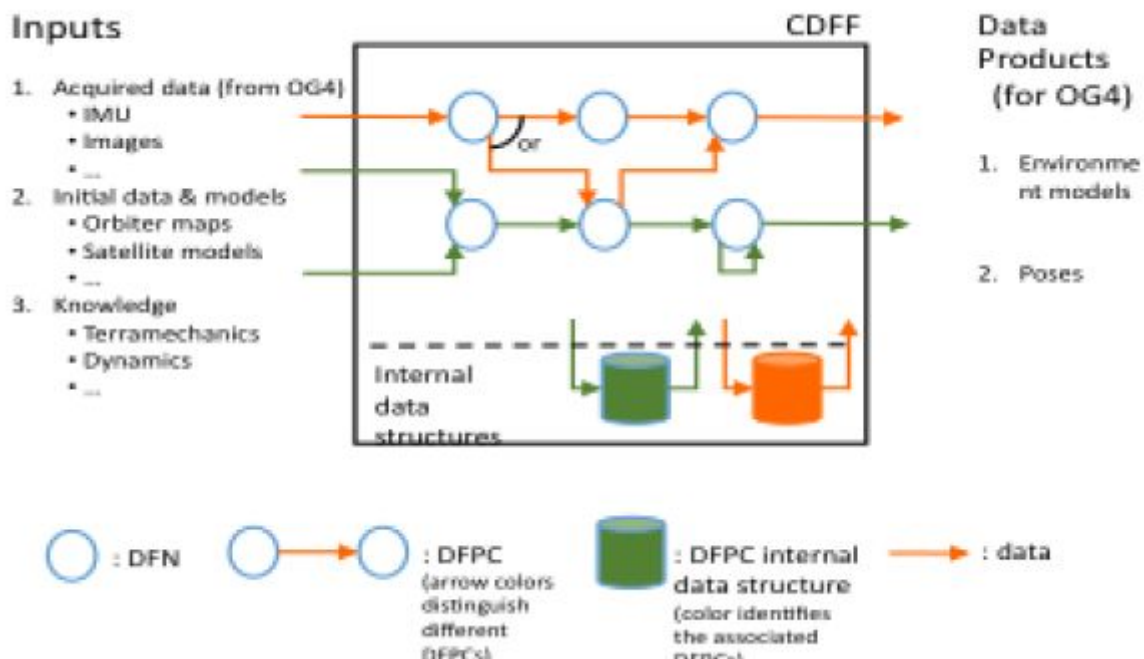 Inputs
1. Acquired data (from OG4)
• IMU
• Images
• ...
2. Initial data & models
• Orbiter maps
• Satellite models
• ...
3. Knowledge
• Terramechanics
• Dynamics
• ...
CDFF
or
Internal
data
structures
Data
Products
(for OG4)
1. Environme
nt models
2. Poses
: DFN
: DFPC
(arrow colors
distinguish
different
DFPCs)
: DFPC internal
data structure
(color identifies
the associated
DFPCs)
: data